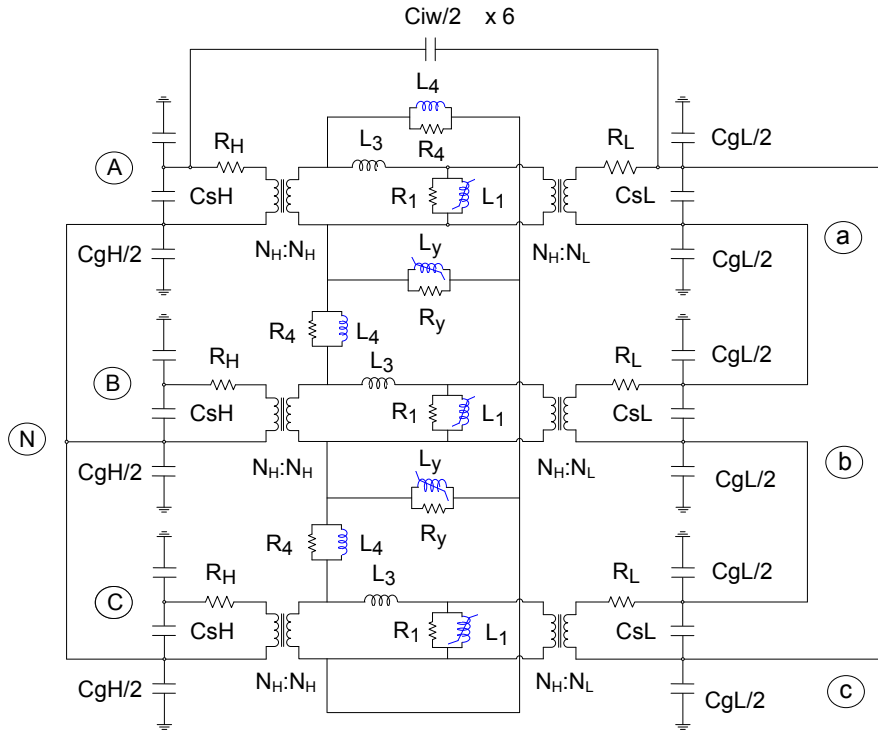 Ciw/2 x 6
L4
RH
L3
R4
RL
CgL/2
A
CsH
R1
L1
CsL
a
CgH/2
NH:NH
Ly
NH:NL
CgL/2
Ry
R4
L4
RH
L3
RL
CgL/2
B
CsH
R1
L1
CsL
N
CgH/2
NH:NH
Ly
NH:NL
CgL/2
b
Ry
R4
L4
RH
L3
RL
CgL/2
C
CsH
R1
L1
CsL
CgH/2
NH:NH
NH:NL
CgL/2
c